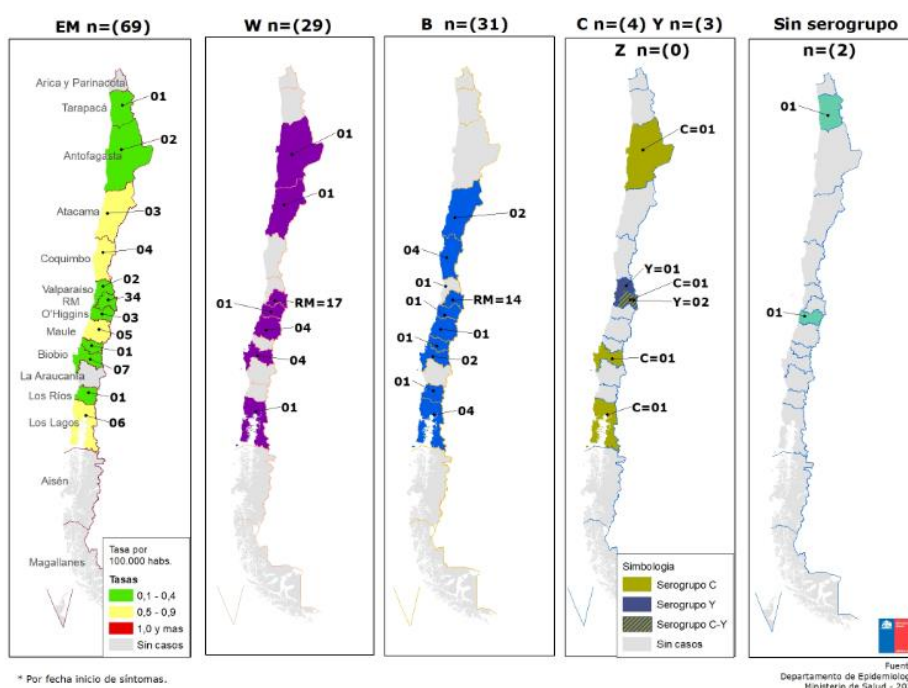 EM n=(69)
Arica y Parinacota
Tarapacá
01
Antofagasta
02
Atacama
03
Coquimbo
04
Valparaíso
02
RM
34
O'Higgins
03
Maule
05
01
Biobio
07
La Araucanía
Los Ríos
01
Los Lagos
06
Aisén
Magallanes
Tasa por
100.000 habs.
Tasas
0,1 - 0,4
0,5 - 0,9
1,0 y mas
Sin casos
W n=(29)
01
01
RM=17
01
04
04
01
B n=(31)
02
04
01
RM=14
01
01
01
02
01
04
C n=(4) Y n=(3)
Z n=(0)
C=01
Y=01
C=01
Y=02
C=01
C=01
Simbologia
Serogrupo C
Serogrupo Y
Serogrupo C-Y
Sin casos
Sin serogrupo
n=(2)
01
01
* Por fecha inicio de síntomas.
Fuent
Departamento de Epidemiolog
Ministerio de Salud - 20